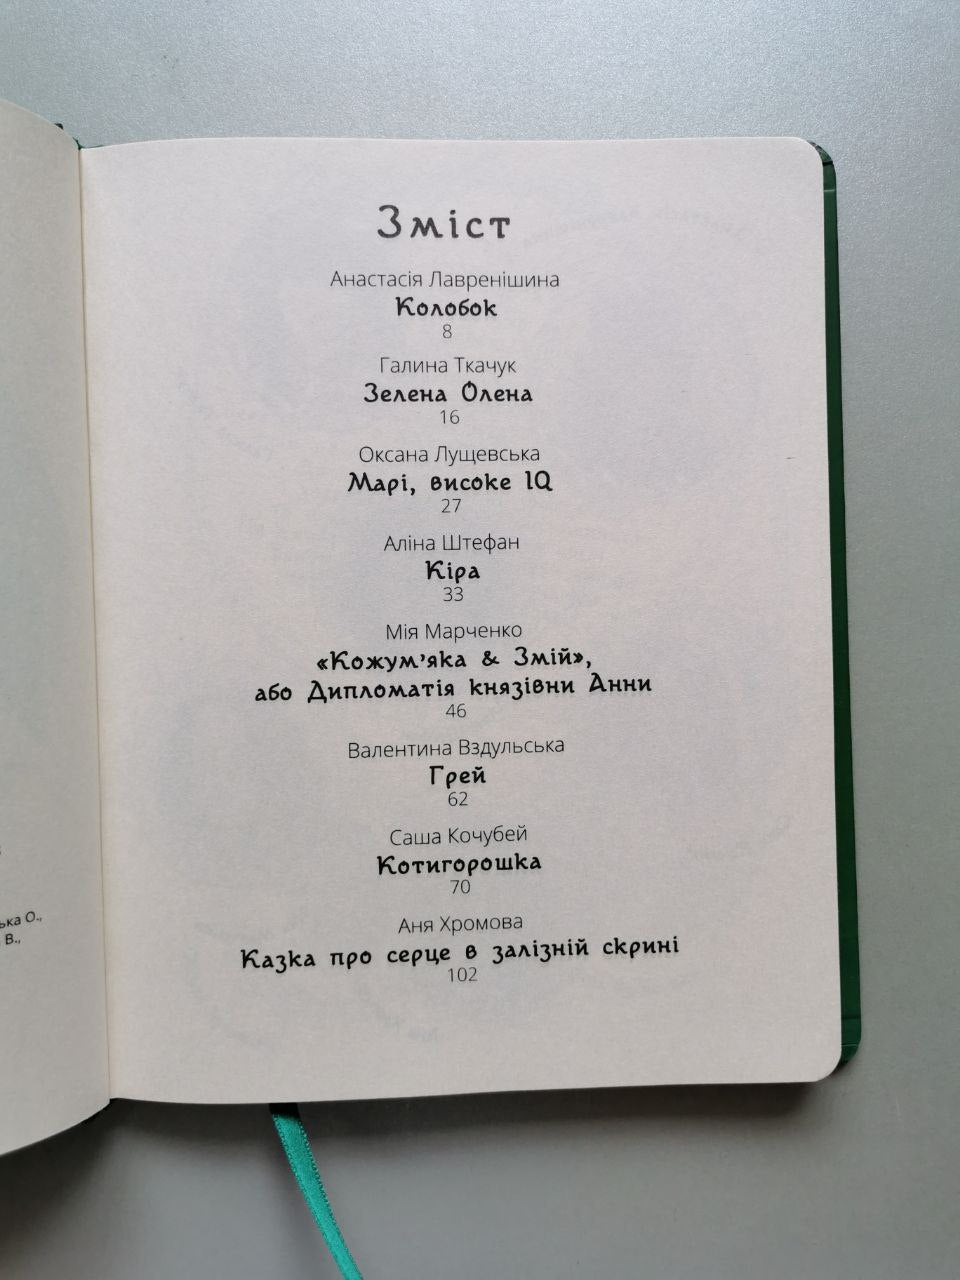 Зміст
Анастасія Лавренішина
Колобок
8
Галина Ткачук
Зелена Олена
16
Оксана Лущевська
Марі, високе IQ
27
Аліна Штефан
Кіра
33
Мія Марченко
«Кожум'яка & Змій»,
або Дипломатія князівни Анни
46
Валентина Вздульська
Грей
62
Саша Кочубей
Котигорошка
70
Аня Хромова
Казка про серце в залізній скрині
102
ька О.,
В.,